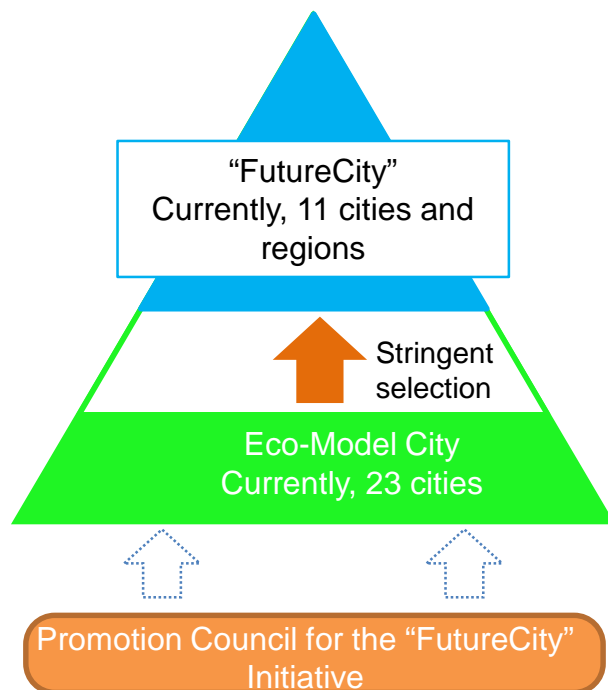 “FutureCity”
Currently, 11 cities and
regions
Stringent
selection
Eco-Model City
Currently, 23 cities
Promotion Council for the “FutureCity”
Initiative